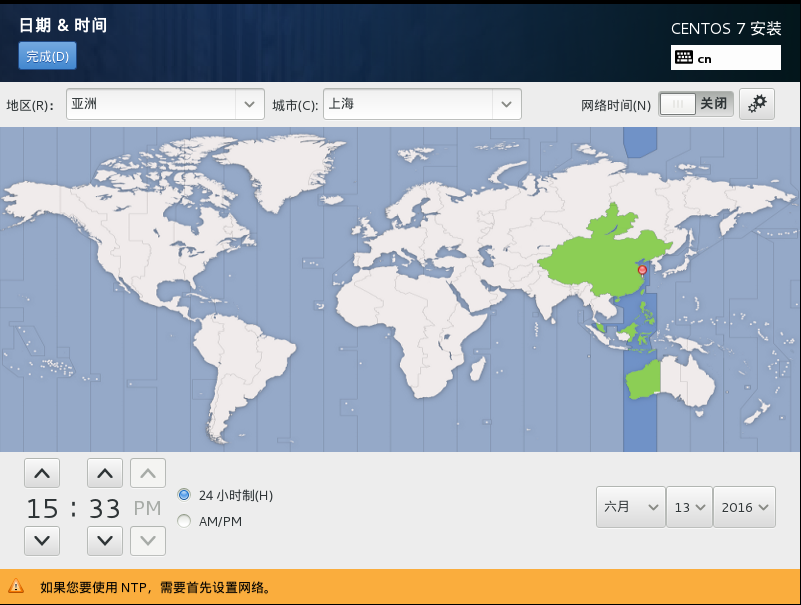 日期 & 时间
CENTOS 7 安装
完成(D)
cn
地区(R)： 亚洲 城市(C): 上海 网络时间(N) 关闭
15 : 33 PM
24 小时制(H)
AM/PM
六月 13 2016
如果您要使用 NTP，需要首先设置网络。